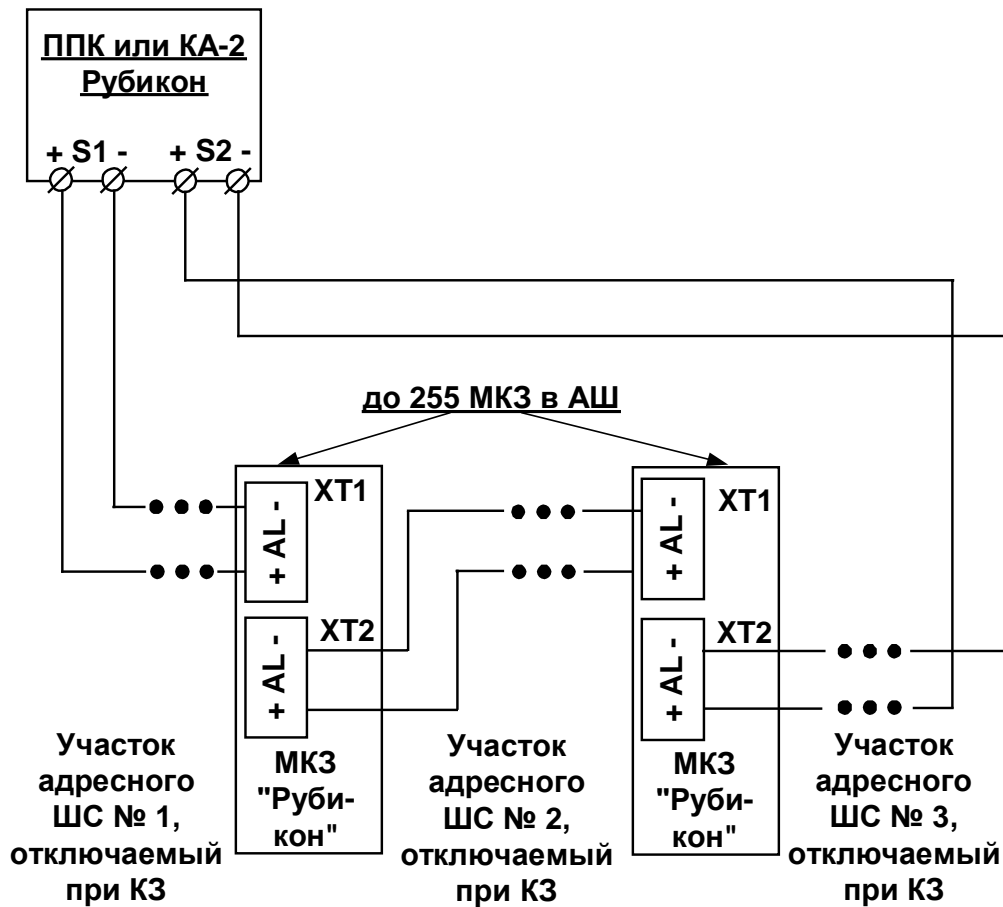 ППК или КА-2
Рубикон
+ S1 -
+ S2 -
до 255 МКЗ в АШ
XT1
+ AL -
XT2
+ AL -
МКЗ
"Руби-
кон"
XT1
+ AL -
XT2
+ AL -
МКЗ
"Руби-
кон"
Участок
адресного
ШС № 1,
отключаемый
при КЗ
Участок
адресного
ШС № 2,
отключаемый
при КЗ
Участок
адресного
ШС № 3,
отключаемый
при КЗ